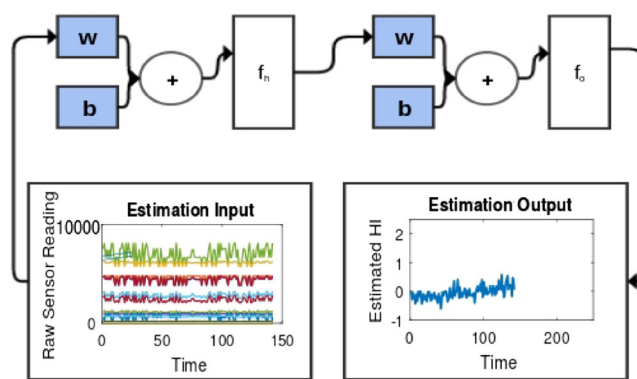 w
b
+
fh
w
b
+
fo
Estimation Input
Raw Sensor Reading
10000
0
0
50
100
150
Time
Estimation Output
Estimated HI
2
1
0
-1
0
100
200
Time